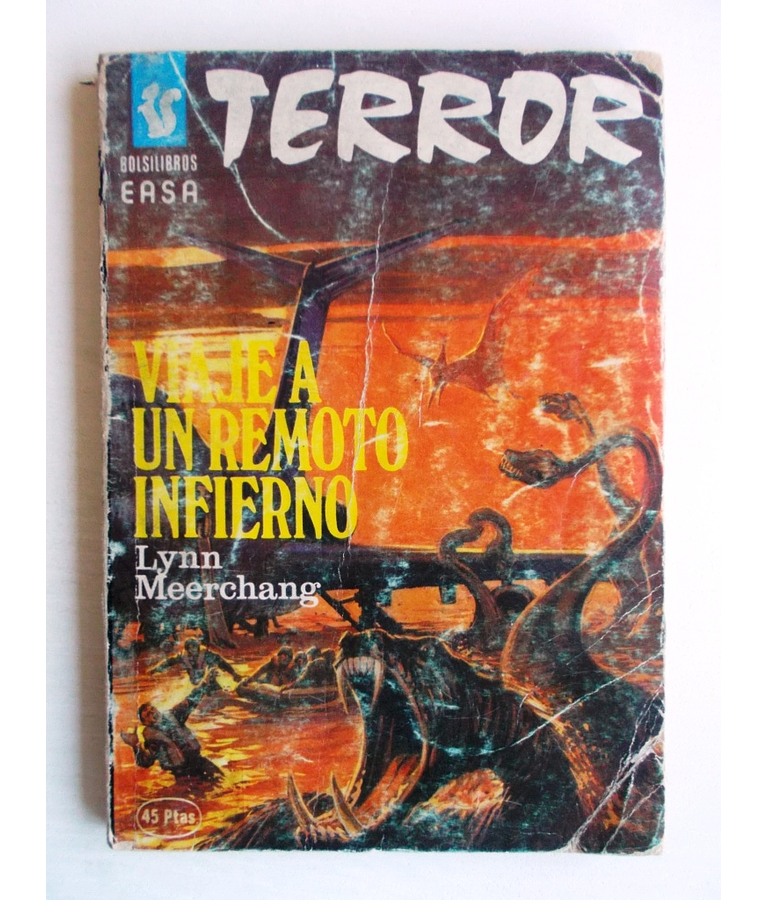 TERROR
BOLSILIBROS
EASA
VIAJE A
UN REMOTO
INFIERNO
Lynn
Meerchang
45 Ptas